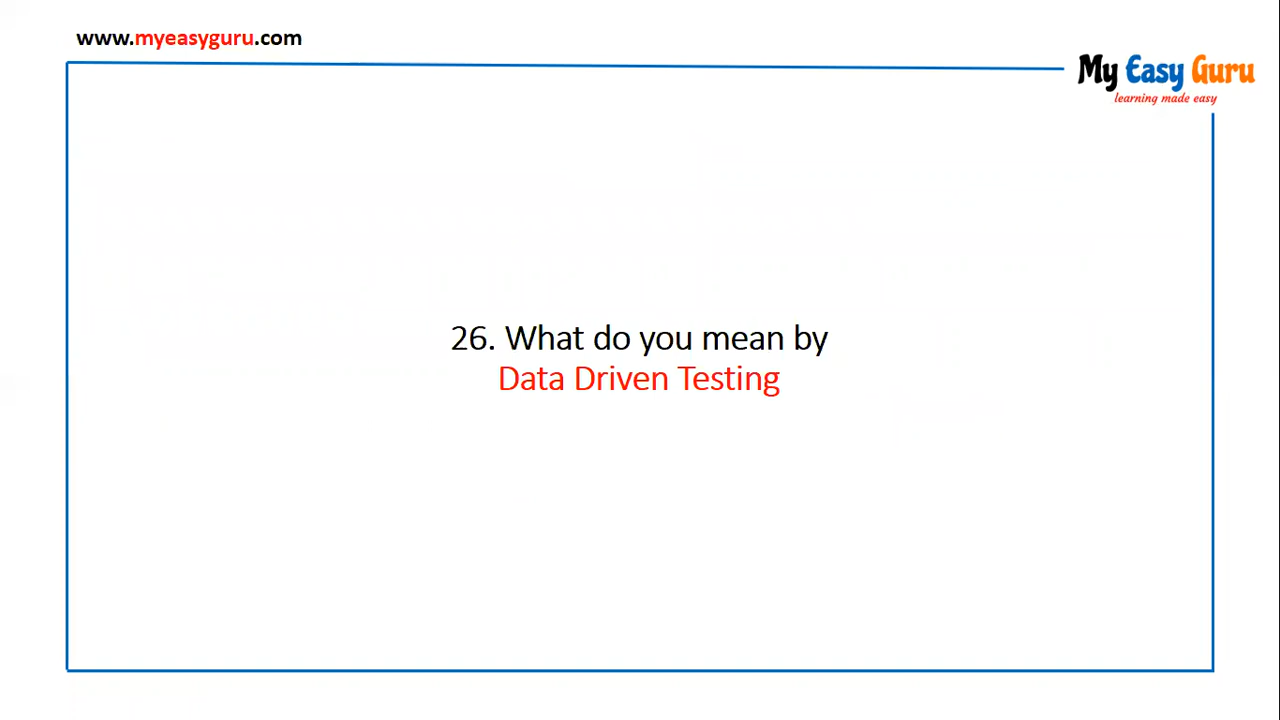 www.myeasyguru.com
My Easy Guru
learning made easy
26. What do you mean by
Data Driven Testing